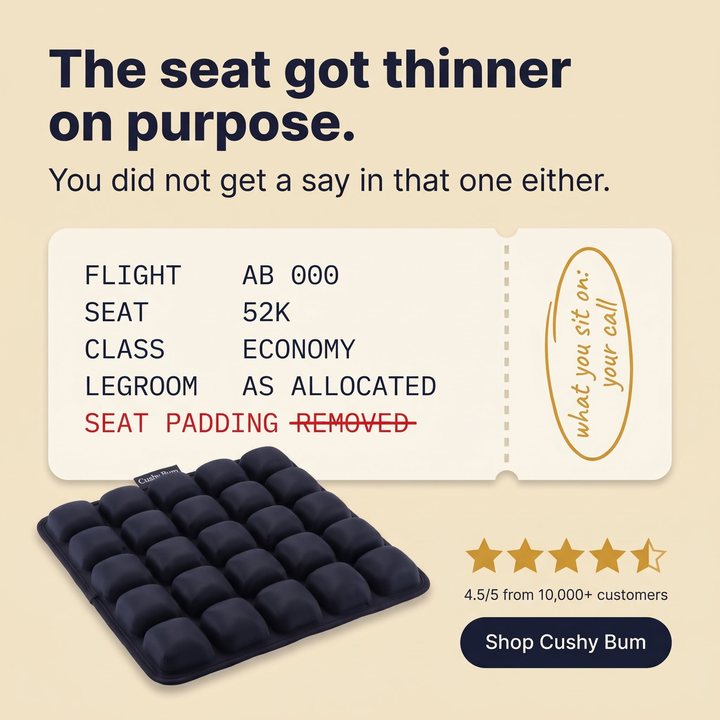 The seat got thinner
on purpose.
You did not get a say in that one either.
FLIGHT AB 000
SEAT 52K
CLASS ECONOMY
LEGROOM AS ALLOCATED
SEAT PADDING REMOVED
what you sit on:
your call
Cushy Bum
4.5/5 from 10,000+ customers
Shop Cushy Bum